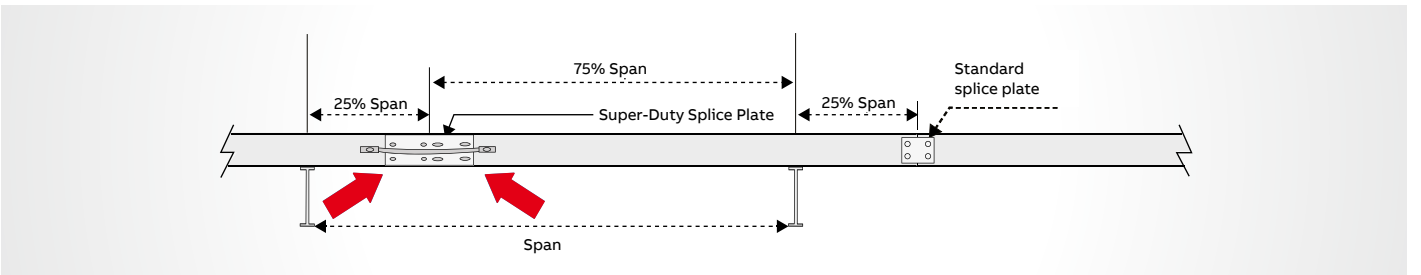 75% Span
Standard
splice plate
25% Span
25% Span
Super-Duty Splice Plate
Span